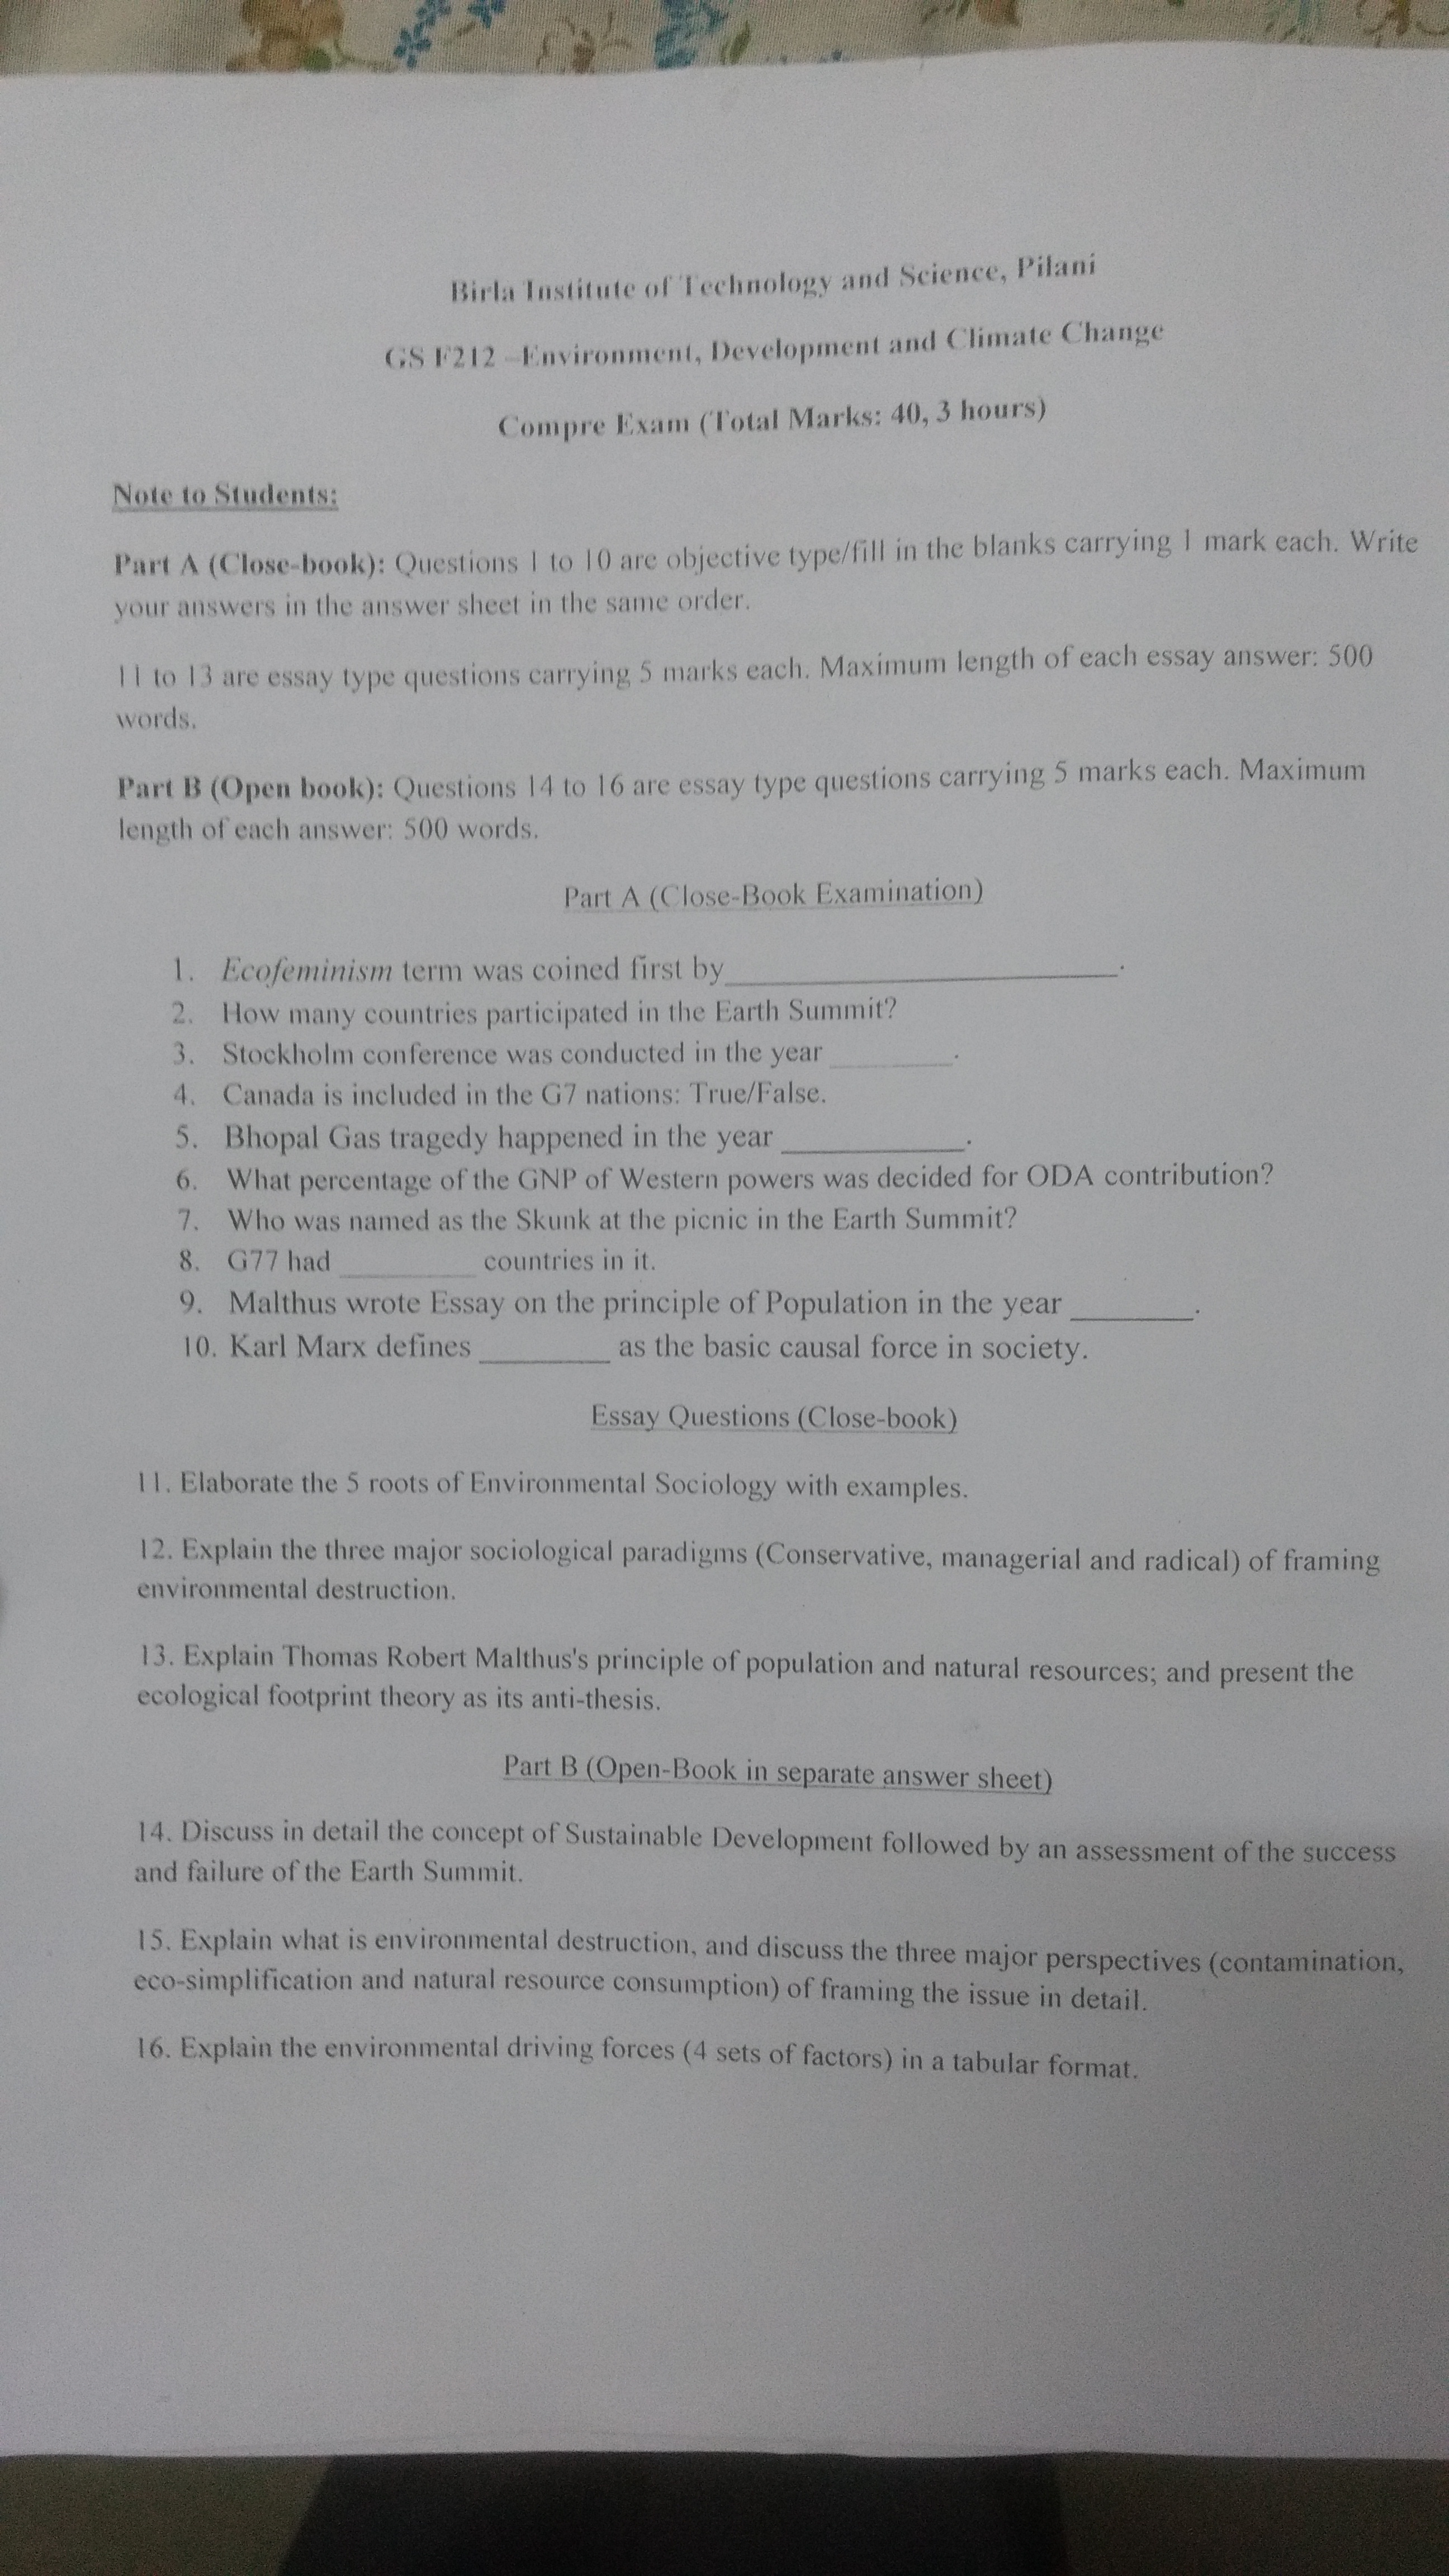 Birla Institute of Technology and Science, Pilani
GS F212 –Environment, Development and Climate Change
Compre Exam (Total Marks: 40, 3 hours)
Note to Students:
Part A (Close-book): Questions 1 to 10 are objective type/fill in the blanks carrying 1 mark each. Write
your answers in the answer sheet in the same order.
11 to 13 are essay type questions carrying 5 marks each. Maximum length of each essay answer: 500
words.
Part B (Open book): Questions 14 to 16 are essay type questions carrying 5 marks each. Maximum
length of each answer: 500 words.
Part A (Close-Book Examination)
1. Ecofeminism term was coined first by____________________.
2. How many countries participated in the Earth Summit?
3. Stockholm conference was conducted in the year ________.
4. Canada is included in the G7 nations: True/False.
5. Bhopal Gas tragedy happened in the year ____________.
6. What percentage of the GNP of Western powers was decided for ODA contribution?
7. Who was named as the Skunk at the picnic in the Earth Summit?
8. G77 had _________ countries in it.
9. Malthus wrote Essay on the principle of Population in the year ________.
10. Karl Marx defines ________ as the basic causal force in society.
Essay Questions (Close-book)
11. Elaborate the 5 roots of Environmental Sociology with examples.
12. Explain the three major sociological paradigms (Conservative, managerial and radical) of framing
environmental destruction.
13. Explain Thomas Robert Malthus's principle of population and natural resources; and present the
ecological footprint theory as its anti-thesis.
Part B (Open-Book in separate answer sheet)
14. Discuss in detail the concept of Sustainable Development followed by an assessment of the success
and failure of the Earth Summit.
15. Explain what is environmental destruction, and discuss the three major perspectives (contamination,
eco-simplification and natural resource consumption) of framing the issue in detail.
16. Explain the environmental driving forces (4 sets of factors) in a tabular format.